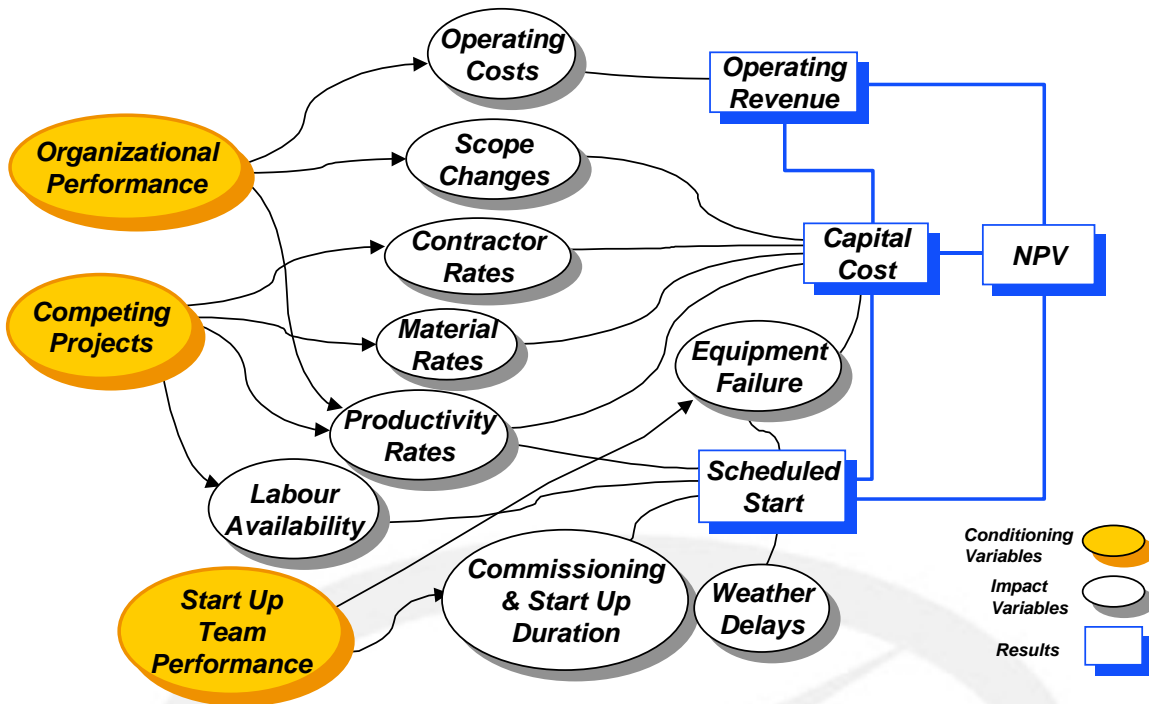 Operating
Costs
Operating
Revenue
Organizational
Performance
Scope
Changes
Contractor
Rates
Capital
Cost
NPV
Competing
Projects
Material
Rates
Equipment
Failure
Productivity
Rates
Scheduled
Start
Labour
Availability
Commissioning
& Start Up
Duration
Weather
Delays
Start Up
Team
Performance
Conditioning
Variables
Impact
Variables
Results